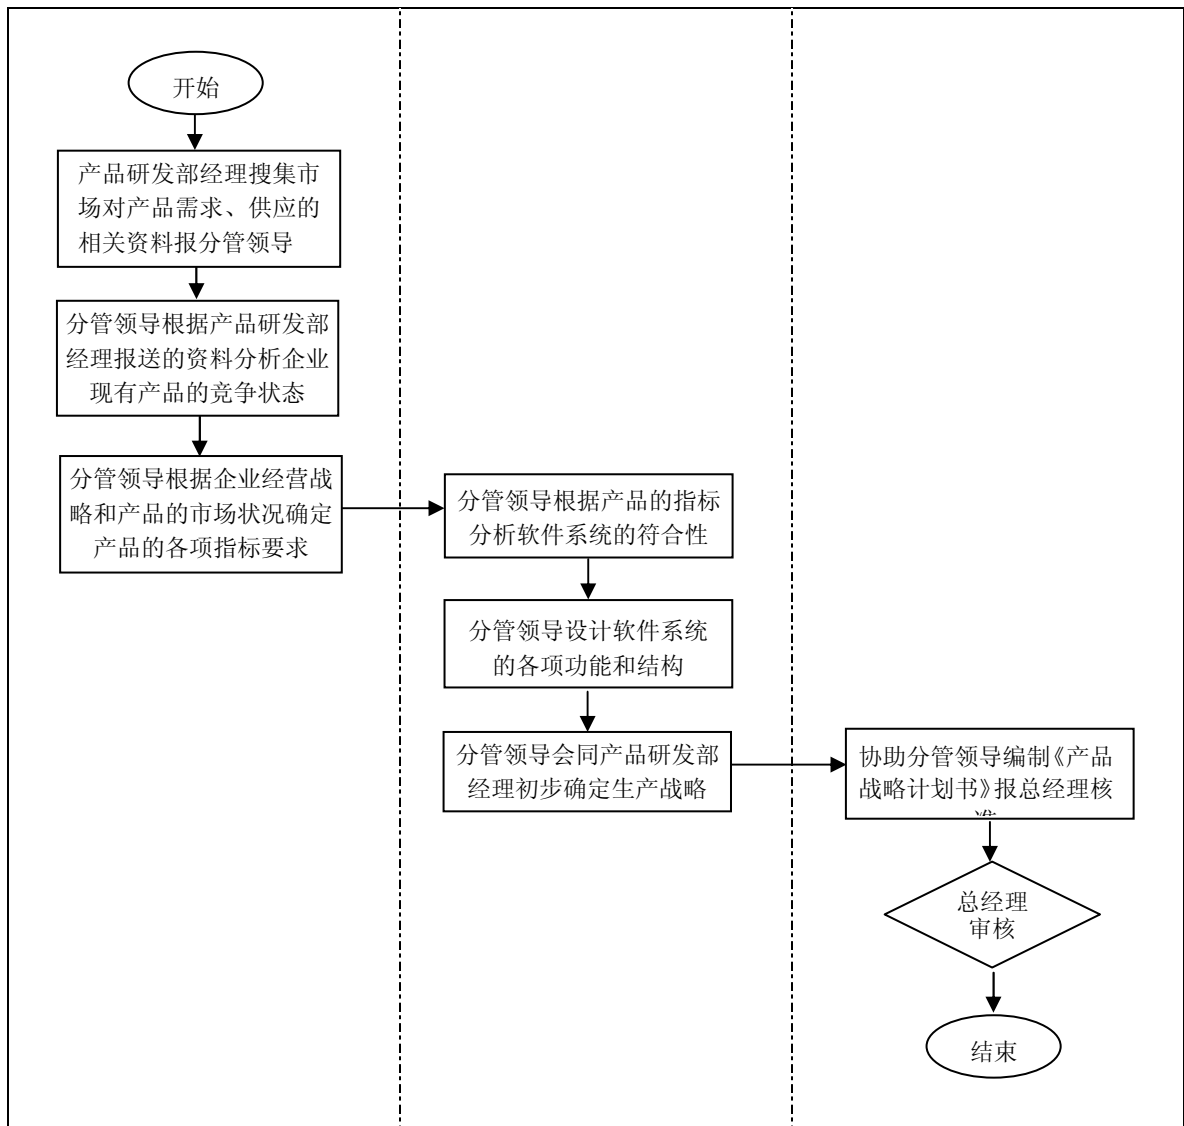 开始
产品研发部经理搜集市
场对产品需求、供应的
相关资料报分管领导
分管领导根据产品研发部
经理报送的资料分析企业
现有产品的竞争状态
分管领导根据企业经营战
略和产品的市场状况确定
产品的各项指标要求
分管领导根据产品的指标
分析软件系统的符合性
分管领导设计软件系统
的各项功能和结构
分管领导会同产品研发部
经理初步确定生产战略
协助分管领导编制《产品
战略计划书》报总经理核
总经理
审核
结束